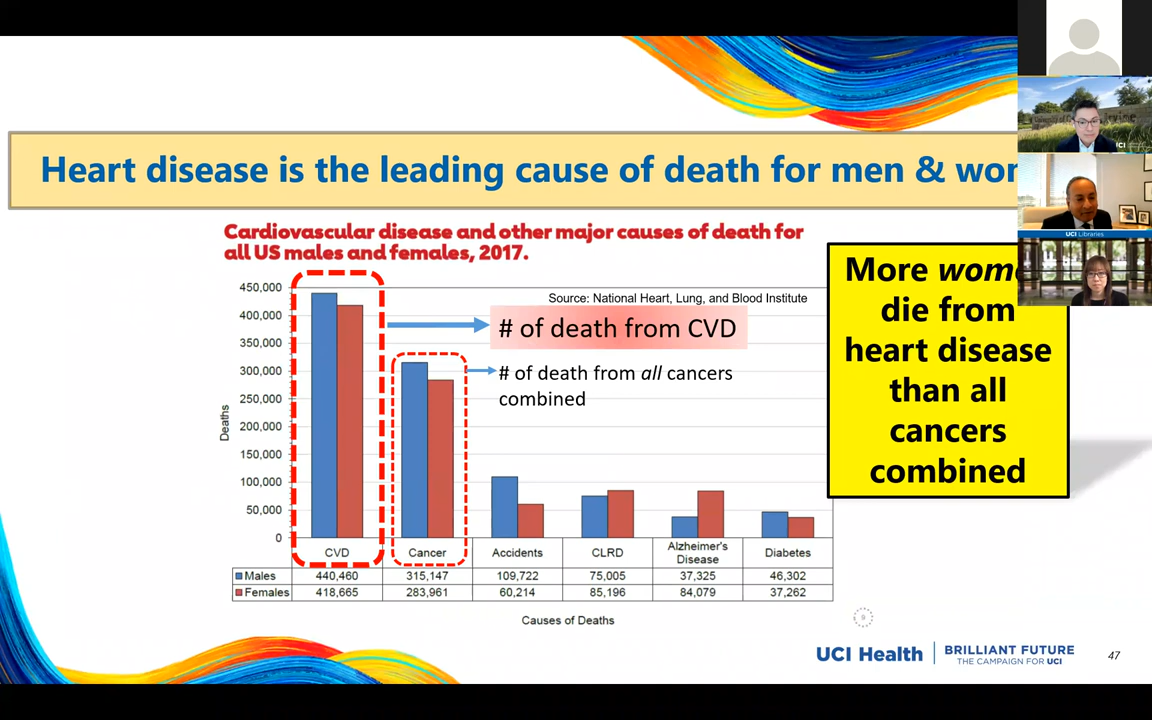 Heart disease is the leading cause of death for men &
Cardiovascular disease and other major causes of death for
all US males and females, 2017.
Source: National Heart, Lung, and Blood Institute
# of death from CVD
# of death from all cancers
combined
Deaths
450,000
400,000
350,000
300,000
250,000
200,000
150,000
100,000
50,000
0
CVD Cancer Accidents CLRD Alzheimer's Disease Diabetes
Males 440,460 315,147 109,722 75,005 37,325 46,302
Females 418,665 283,961 60,214 85,196 84,079 37,262
Causes of Deaths
More
die from
heart disease
than all
cancers
combined
UCI Libraries
UCI
9
UCI Health
BRILLIANT FUTURE
THE CAMPAIGN FOR UCI
47